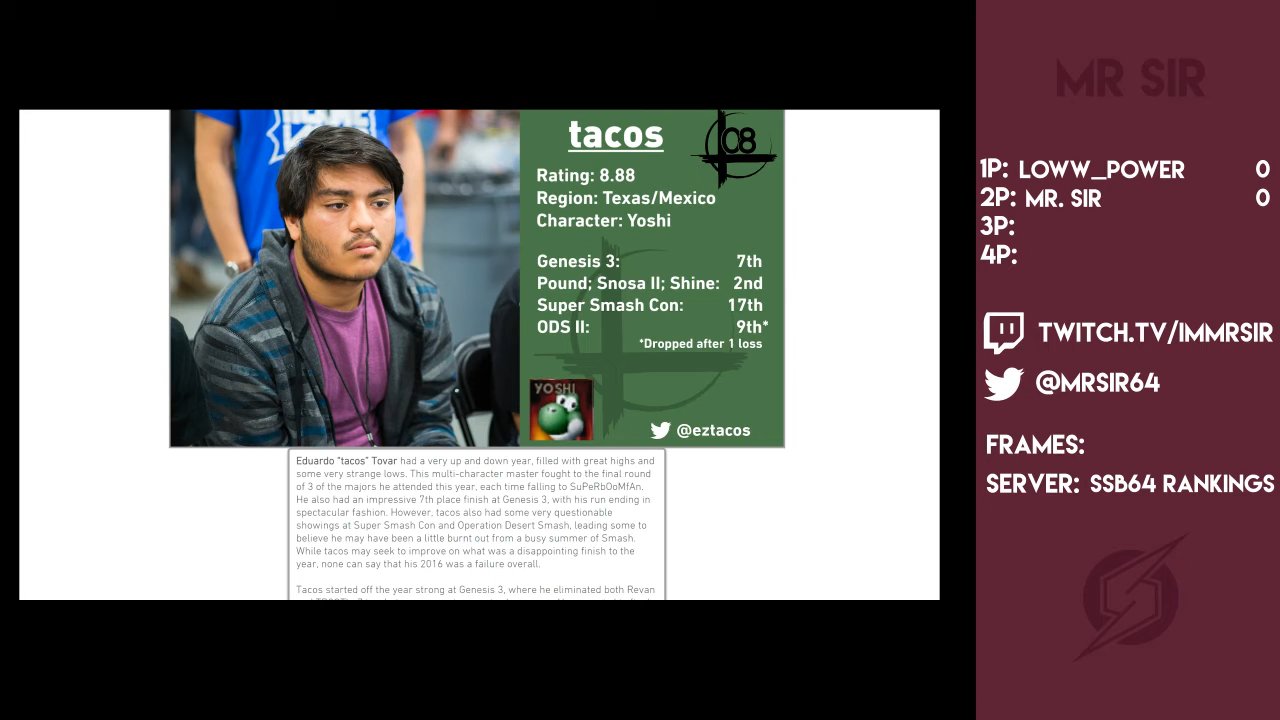 tacos
08
Rating: 8.88
Region: Texas/Mexico
Character: Yoshi
Genesis 3: 7th
Pound; Snosa II; Shine: 2nd
Super Smash Con: 17th
ODS II: 9th*
*Dropped after 1 loss
YOSHI
@eztacos
Eduardo "tacos" Tovar had a very up and down year, filled with great highs and
some very strange lows. This multi-character master fought to the final round
of 3 of the majors he attended this year, each time falling to SuPeRbOoMfAn.
He also had an impressive 7th place finish at Genesis 3, with his run ending in
spectacular fashion. However, tacos also had some very questionable
showings at Super Smash Con and Operation Desert Smash, leading some to
believe he may have been a little burnt out from a busy summer of Smash.
While tacos may seek to improve on what was a disappointing finish to the
year, none can say that his 2016 was a failure overall.
Tacos started off the year strong at Genesis 3, where he eliminated both Revan
MR SIR
1P: LOWW_POWER 0
2P: MR. SIR 0
3P:
4P:
TWITCH.TV/IMMRSIR
@MRSIR64
FRAMES:
SERVER: SSB64 RANKINGS